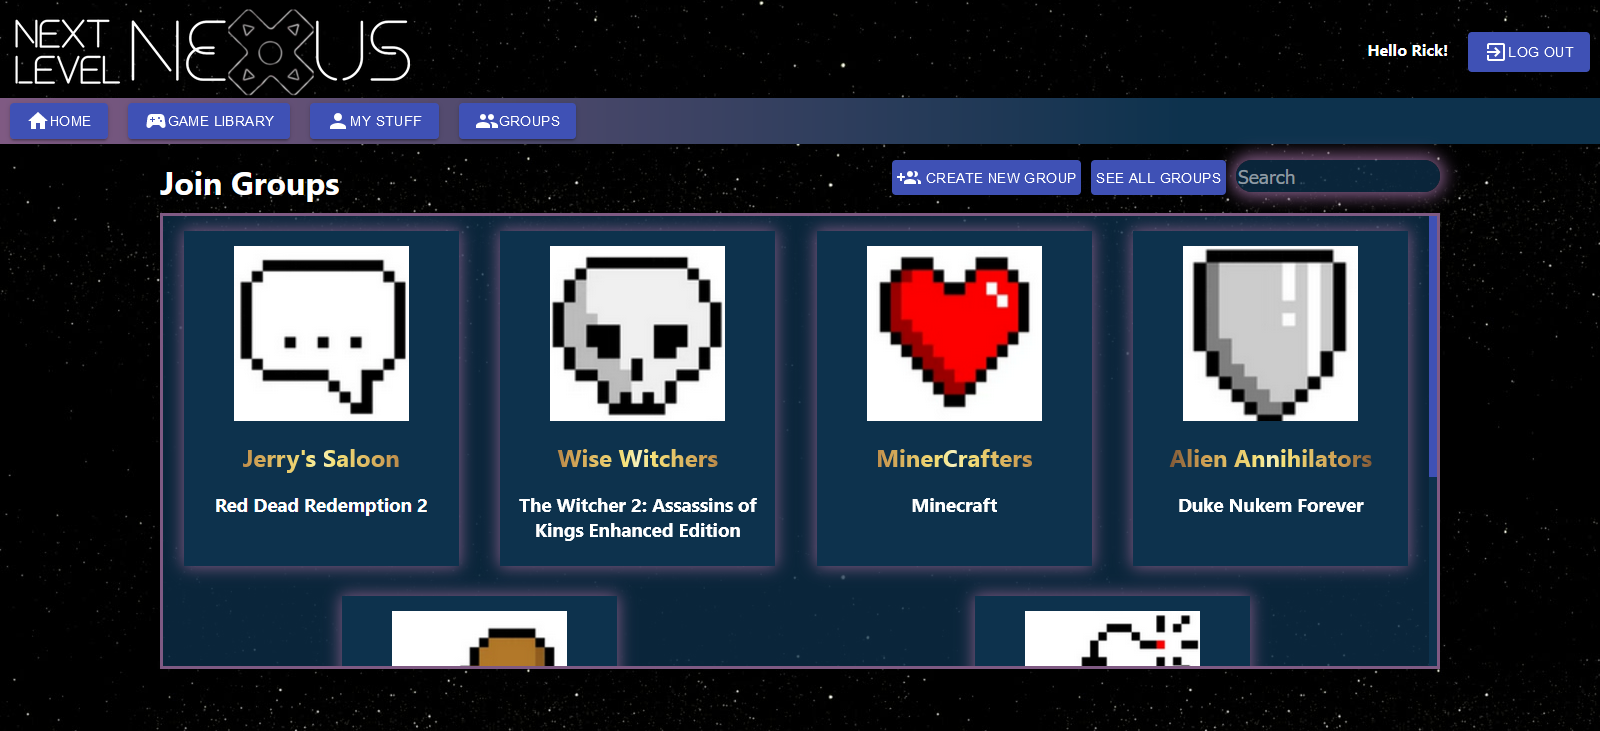 NEXT LEVEL NEXUS
Hello Rick!
LOG OUT
HOME
GAME LIBRARY
MY STUFF
GROUPS
Join Groups
CREATE NEW GROUP
SEE ALL GROUPS
Search
Jerry's Saloon
Red Dead Redemption 2
Wise Witchers
The Witcher 2: Assassins of
Kings Enhanced Edition
MinerCrafters
Minecraft
Alien Annihilators
Duke Nukem Forever